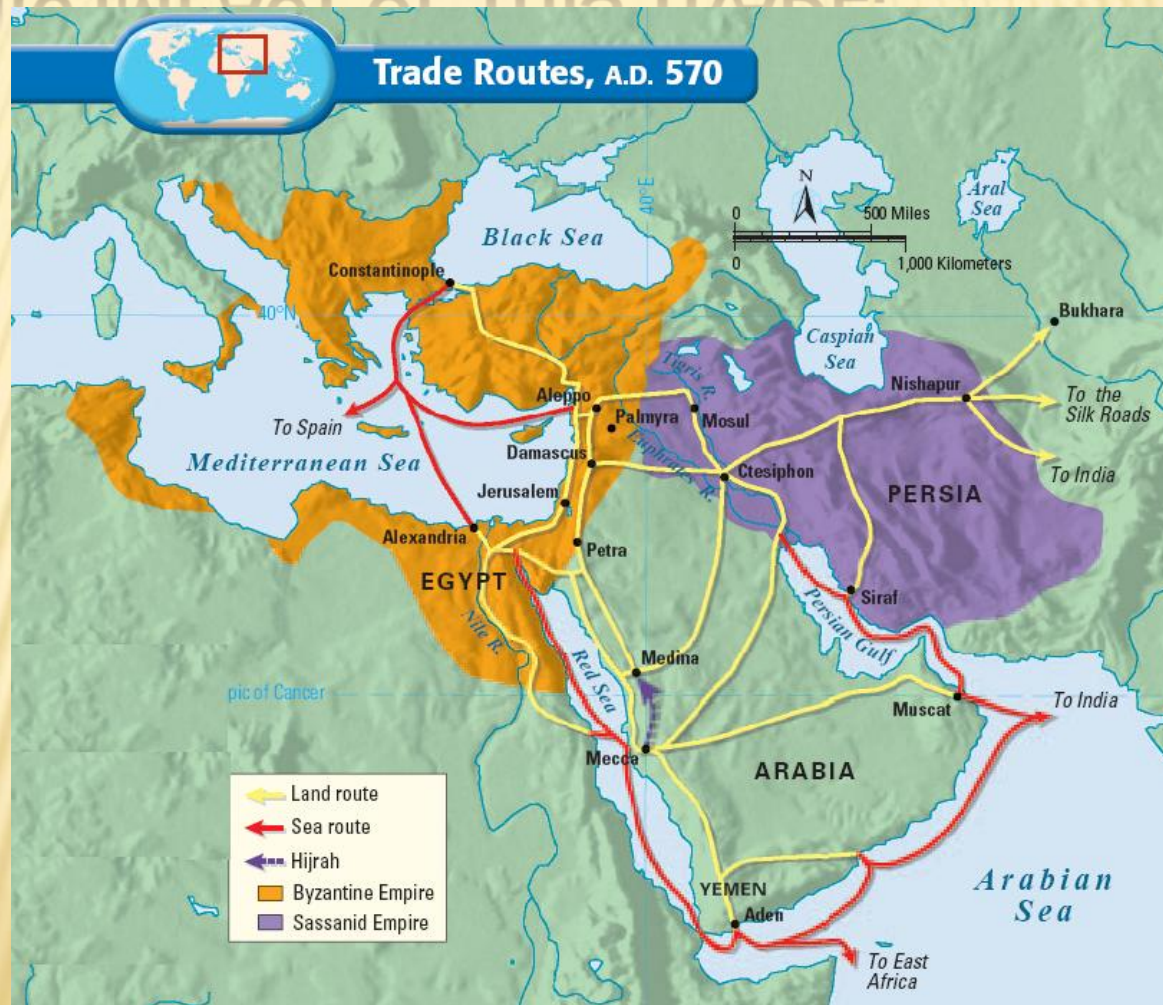 Trade Routes, A.D. 570
N
0 500 Miles
0 1,000 Kilometers
40°E
Aral
Sea
Black Sea
Constantinople
40°N
Bukhara
Caspian
Sea
Tigris R.
Nishapur
To the
Silk Roads
Aleppo
Palmyra
Mosul
To Spain
Mediterranean Sea
Damascus
Euphrates R.
Ctesiphon
To India
Jerusalem
PERSIA
Alexandria
Petra
EGYPT
Siraf
Nile R.
Persian Gulf
Red Sea
Medina
pic of Cancer
Muscat
To India
Mecca
ARABIA
Land route
Sea route
Hijrah
Byzantine Empire
Sassanid Empire
YEMEN
Aden
Arabian
Sea
To East
Africa